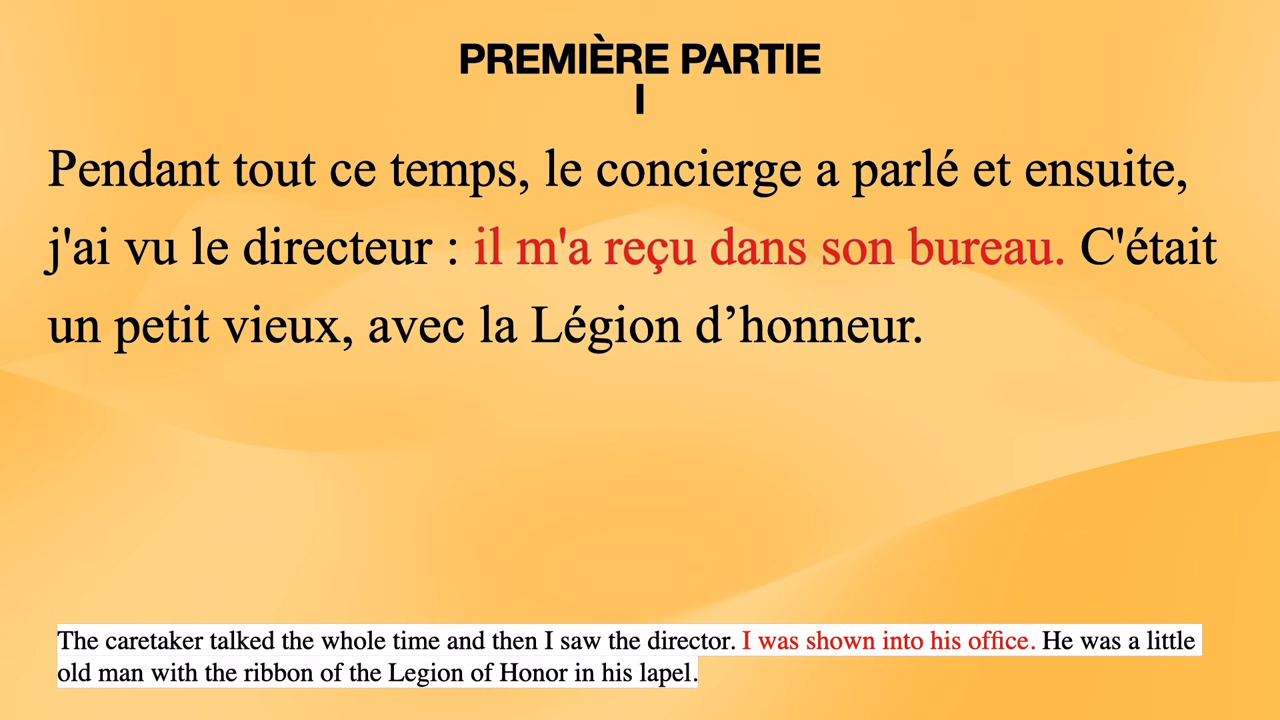 PREMIÈRE PARTIE
I
Pendant tout ce temps, le concierge a parlé et ensuite,
j'ai vu le directeur : il m'a reçu dans son bureau. C'était
un petit vieux, avec la Légion d’honneur.
The caretaker talked the whole time and then I saw the director. I was shown into his office. He was a little
old man with the ribbon of the Legion of Honor in his lapel.